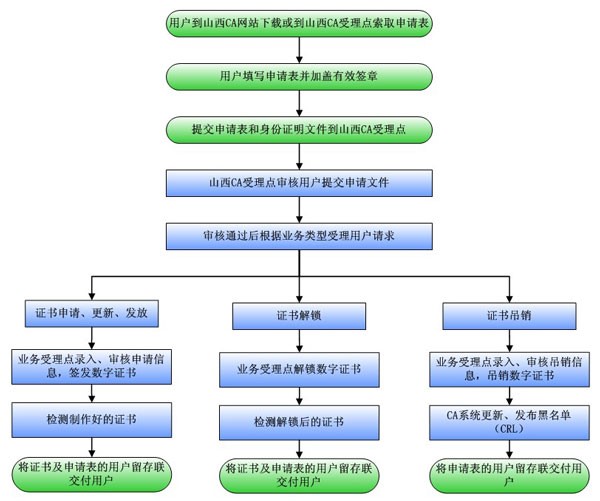 用户到山西CA网站下载或到山西CA受理点索取申请表
用户填写申请表并加盖有效签章
提交申请表和身份证明文件到山西CA受理点
山西CA受理点审核用户提交申请文件
审核通过后根据业务类型受理用户请求
证书申请、更新、发放
证书解锁
证书吊销
业务受理点录入、审核申请信
息，签发数字证书
业务受理点解锁数字证书
业务受理点录入、审核吊销信
息，吊销数字证书
检测制作好的证书
检测解锁后的证书
CA系统更新、发布黑名单
（CRL）
将证书及申请表的用户留存联
交付用户
将证书及申请表的用户留存联
交付用户
将申请表的用户留存联交付用
户